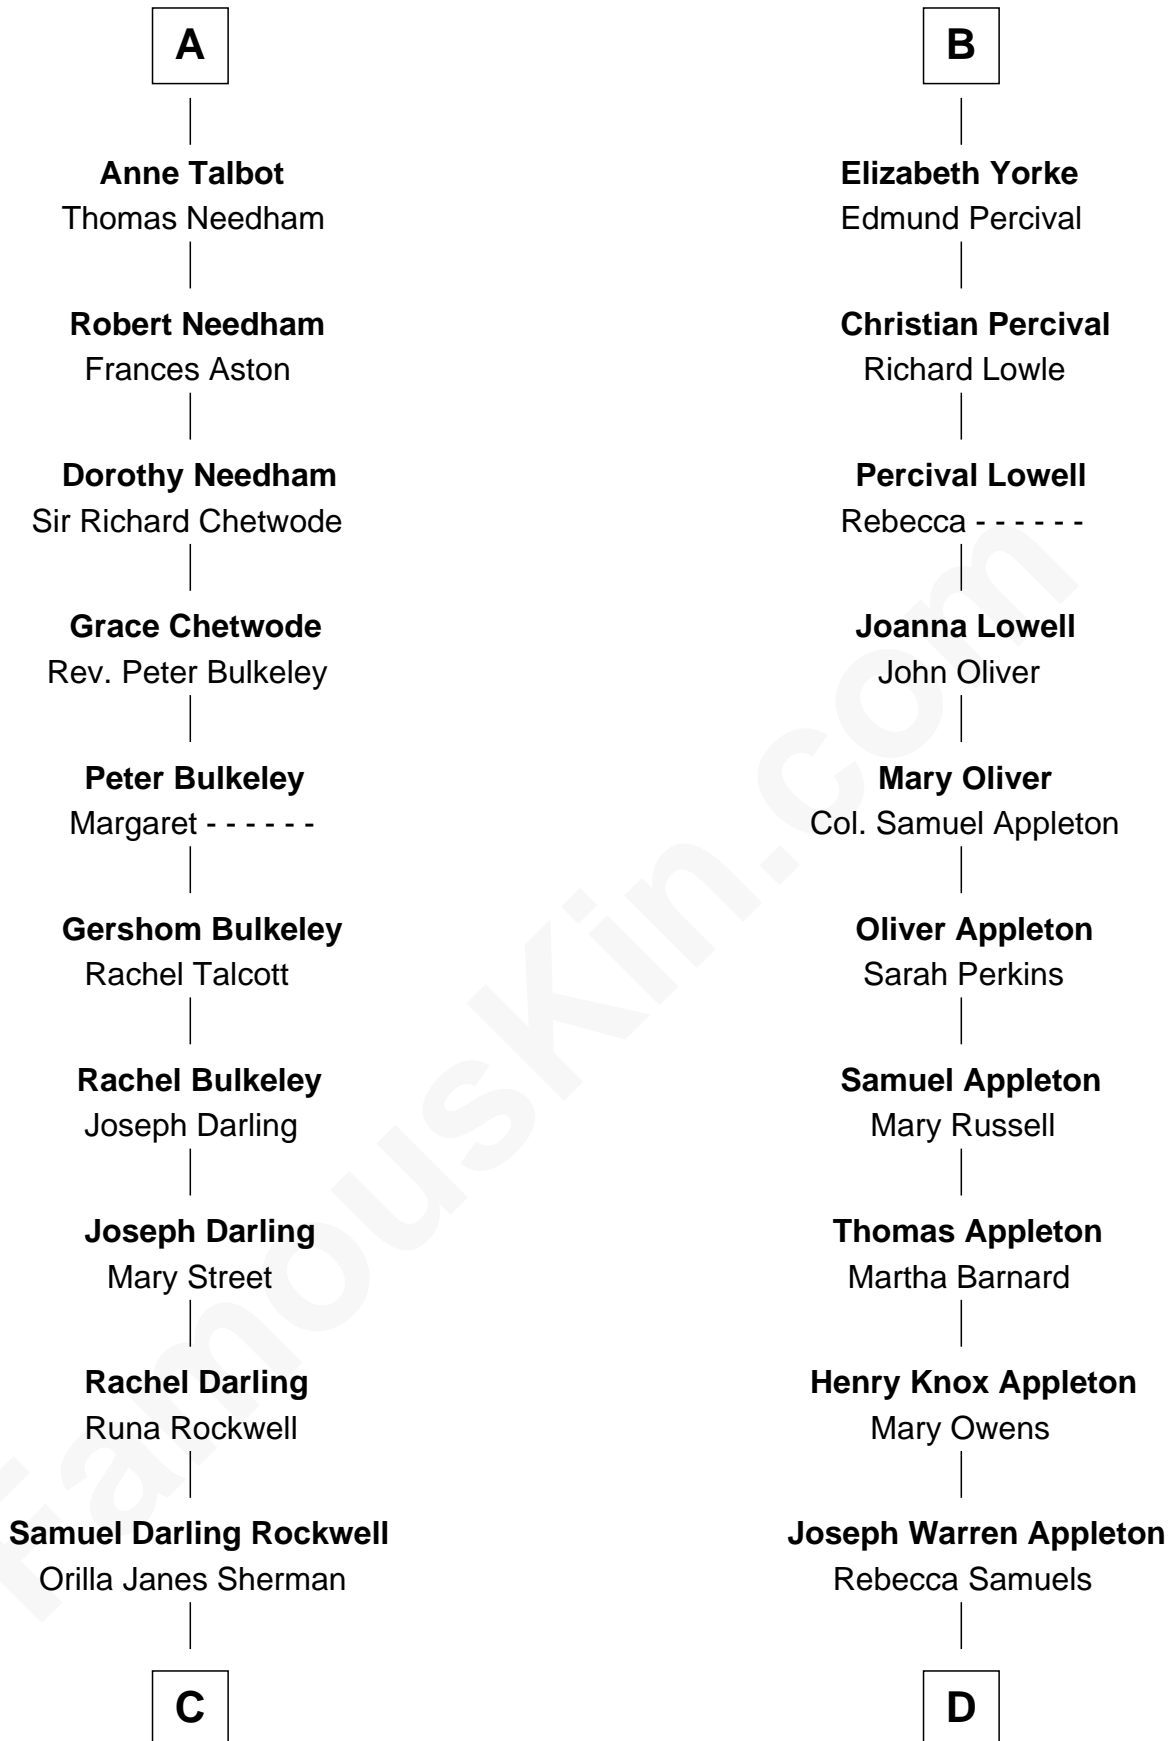 A
Anne Talbot
Thomas Needham
Robert Needham
Frances Aston
Dorothy Needham
Sir Richard Chetwode
Grace Chetwode
Rev. Peter Bulkeley
Peter Bulkeley
Margaret - - - - - -
Gershom Bulkeley
Rachel Talcott
Rachel Bulkeley
Joseph Darling
Joseph Darling
Mary Street
Rachel Darling
Runa Rockwell
Samuel Darling Rockwell
Orilla Janes Sherman
C
B
Elizabeth Yorke
Edmund Percival
Christian Percival
Richard Lowle
Percival Lowell
Rebecca - - - - - -
Joanna Lowell
John Oliver
Mary Oliver
Col. Samuel Appleton
Oliver Appleton
Sarah Perkins
Samuel Appleton
Mary Russell
Thomas Appleton
Martha Barnard
Henry Knox Appleton
Mary Owens
Joseph Warren Appleton
Rebecca Samuels
D
FamousKin.com